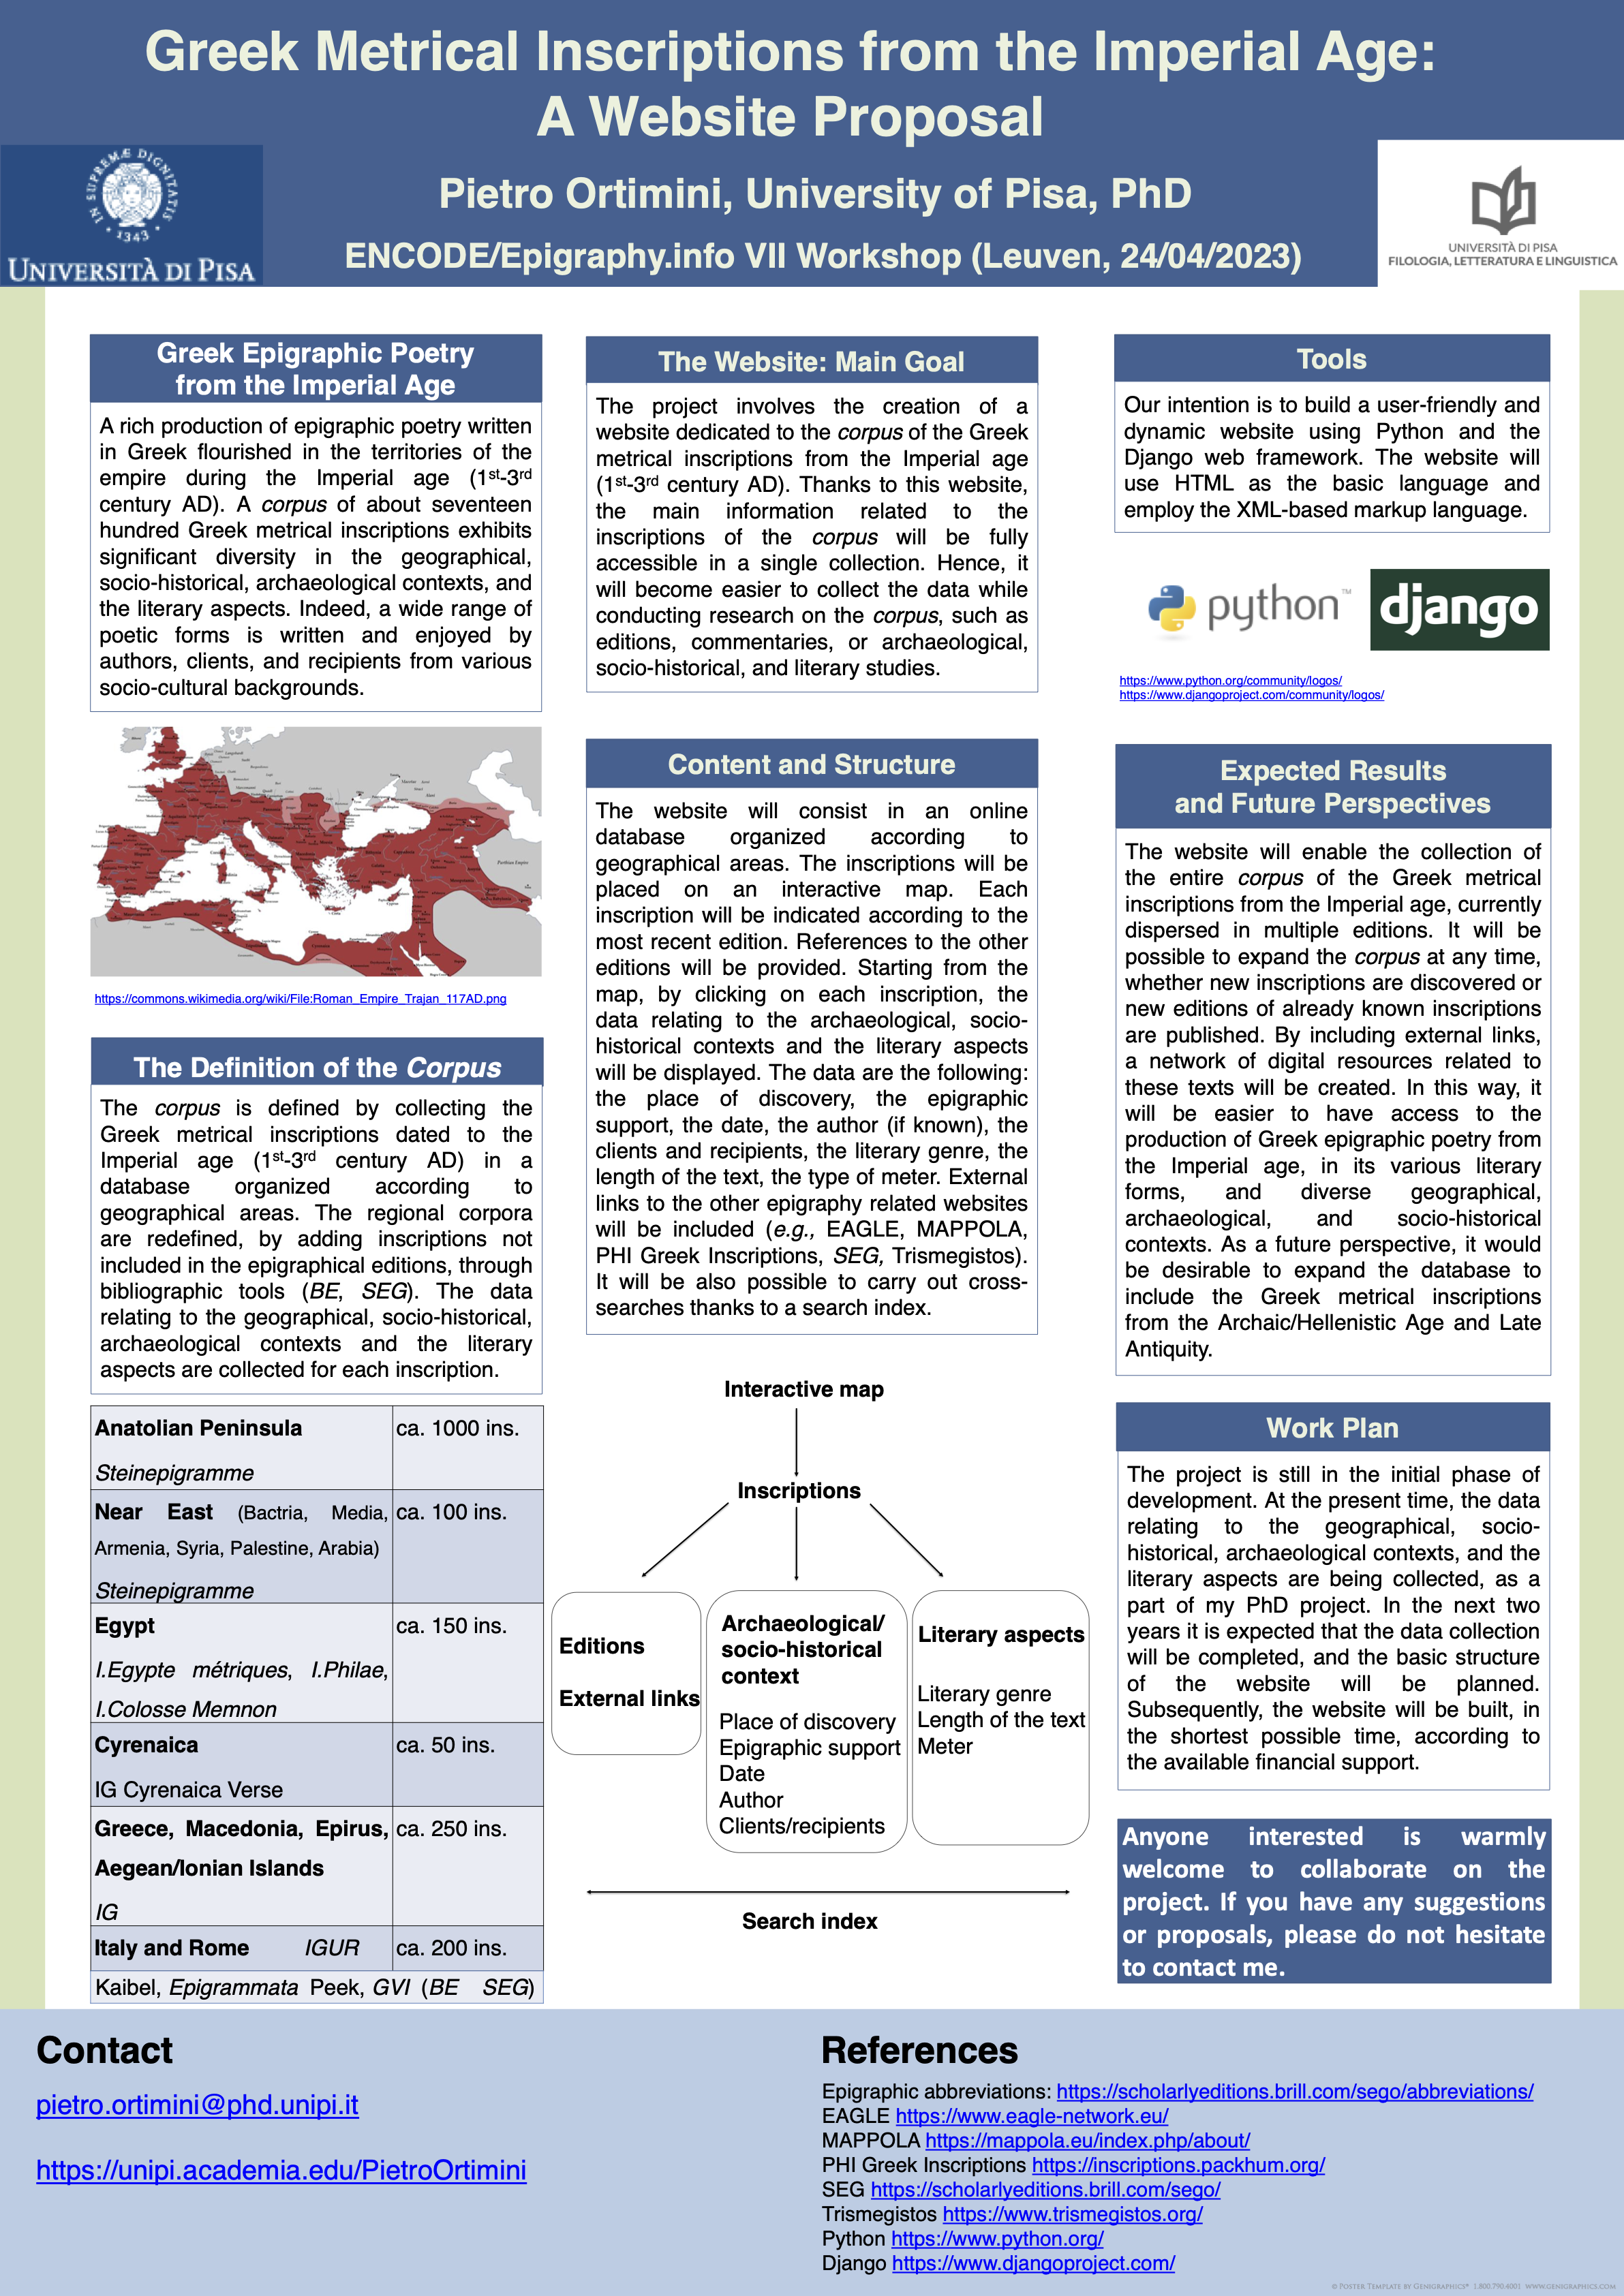 Greek Metrical Inscriptions from the Imperial Age:
A Website Proposal
IN SUPREMÆ DIGNITATIS
· 1343 ·
UNIVERSITÀ DI PISA
Pietro Ortimini, University of Pisa, PhD
ENCODE/Epigraphy.info VII Workshop (Leuven, 24/04/2023)
UNIVERSITÀ DI PISA
FILOLOGIA, LETTERATURA E LINGUISTICA
Greek Epigraphic Poetry
from the Imperial Age
A rich production of epigraphic poetry written
in Greek flourished in the territories of the
empire during the Imperial age (1st-3rd
century AD). A corpus of about seventeen
hundred Greek metrical inscriptions exhibits
significant diversity in the geographical,
socio-historical, archaeological contexts, and
the literary aspects. Indeed, a wide range of
poetic forms is written and enjoyed by
authors, clients, and recipients from various
socio-cultural backgrounds.
Parthian Empire
https://commons.wikimedia.org/wiki/File:Roman_Empire_Trajan_117AD.png
The Definition of the Corpus
The corpus is defined by collecting the
Greek metrical inscriptions dated to the
Imperial age (1st-3rd century AD) in a
database organized according to
geographical areas. The regional corpora
are redefined, by adding inscriptions not
included in the epigraphical editions, through
bibliographic tools (BE, SEG). The data
relating to the geographical, socio-historical,
archaeological contexts and the literary
aspects are collected for each inscription.
Anatolian Peninsula ca. 1000 ins.
Steinepigramme
Near East (Bactria, Media, ca. 100 ins.
Armenia, Syria, Palestine, Arabia)
Steinepigramme
Egypt ca. 150 ins.
I.Egypte métriques, I.Philae,
I.Colosse Memnon
Cyrenaica ca. 50 ins.
IG Cyrenaica Verse
Greece, Macedonia, Epirus, ca. 250 ins.
Aegean/Ionian Islands
IG
Italy and Rome IGUR ca. 200 ins.
Kaibel, Epigrammata Peek, GVI (BE SEG)
The Website: Main Goal
The project involves the creation of a
website dedicated to the corpus of the Greek
metrical inscriptions from the Imperial age
(1st-3rd century AD). Thanks to this website,
the main information related to the
inscriptions of the corpus will be fully
accessible in a single collection. Hence, it
will become easier to collect the data while
conducting research on the corpus, such as
editions, commentaries, or archaeological,
socio-historical, and literary studies.
Content and Structure
The website will consist in an online
database organized according to
geographical areas. The inscriptions will be
placed on an interactive map. Each
inscription will be indicated according to the
most recent edition. References to the other
editions will be provided. Starting from the
map, by clicking on each inscription, the
data relating to the archaeological, socio-
historical contexts and the literary aspects
will be displayed. The data are the following:
the place of discovery, the epigraphic
support, the date, the author (if known), the
clients and recipients, the literary genre, the
length of the text, the type of meter. External
links to the other epigraphy related websites
will be included (e.g., EAGLE, MAPPOLA,
PHI Greek Inscriptions, SEG, Trismegistos).
It will be also possible to carry out cross-
searches thanks to a search index.
Interactive map
Inscriptions
Editions
External links
Archaeological/
socio-historical
context
Place of discovery
Epigraphic support
Date
Author
Clients/recipients
Literary aspects
Literary genre
Length of the text
Meter
Search index
Tools
Our intention is to build a user-friendly and
dynamic website using Python and the
Django web framework. The website will
use HTML as the basic language and
employ the XML-based markup language.
python™
django
https://www.python.org/community/logos/
https://www.djangoproject.com/community/logos/
Expected Results
and Future Perspectives
The website will enable the collection of
the entire corpus of the Greek metrical
inscriptions from the Imperial age, currently
dispersed in multiple editions. It will be
possible to expand the corpus at any time,
whether new inscriptions are discovered or
new editions of already known inscriptions
are published. By including external links,
a network of digital resources related to
these texts will be created. In this way, it
will be easier to have access to the
production of Greek epigraphic poetry from
the Imperial age, in its various literary
forms, and diverse geographical,
archaeological, and socio-historical
contexts. As a future perspective, it would
be desirable to expand the database to
include the Greek metrical inscriptions
from the Archaic/Hellenistic Age and Late
Antiquity.
Work Plan
The project is still in the initial phase of
development. At the present time, the data
relating to the geographical, socio-
historical, archaeological contexts, and the
literary aspects are being collected, as a
part of my PhD project. In the next two
years it is expected that the data collection
will be completed, and the basic structure
of the website will be planned.
Subsequently, the website will be built, in
the shortest possible time, according to
the available financial support.
Anyone interested is warmly
welcome to collaborate on the
project. If you have any suggestions
or proposals, please do not hesitate
to contact me.
Contact
pietro.ortimini@phd.unipi.it
https://unipi.academia.edu/PietroOrtimini
References
Epigraphic abbreviations: https://scholarlyeditions.brill.com/sego/abbreviations/
EAGLE https://www.eagle-network.eu/
MAPPOLA https://mappola.eu/index.php/about/
PHI Greek Inscriptions https://inscriptions.packhum.org/
SEG https://scholarlyeditions.brill.com/sego/
Trismegistos https://www.trismegistos.org/
Python https://www.python.org/
Django https://www.djangoproject.com/
© POSTER TEMPLATE BY GENIGRAPHICS® 1.800.790.4001 WWW.GENIGRAPHICS.COM